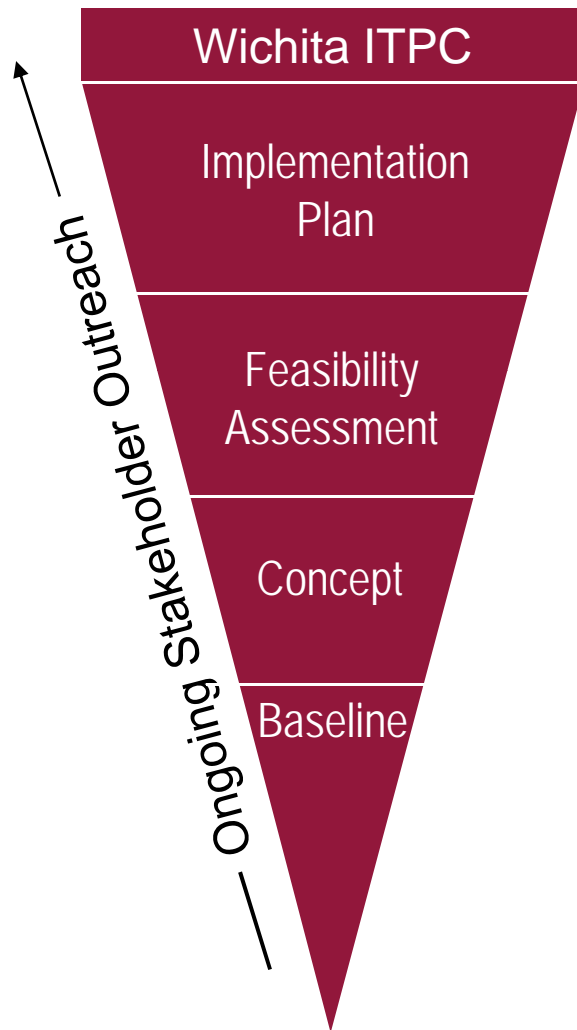 Wichita ITPC
Implementation
Plan
Feasibility
Assessment
Concept
Baseline
Ongoing Stakeholder Outreach